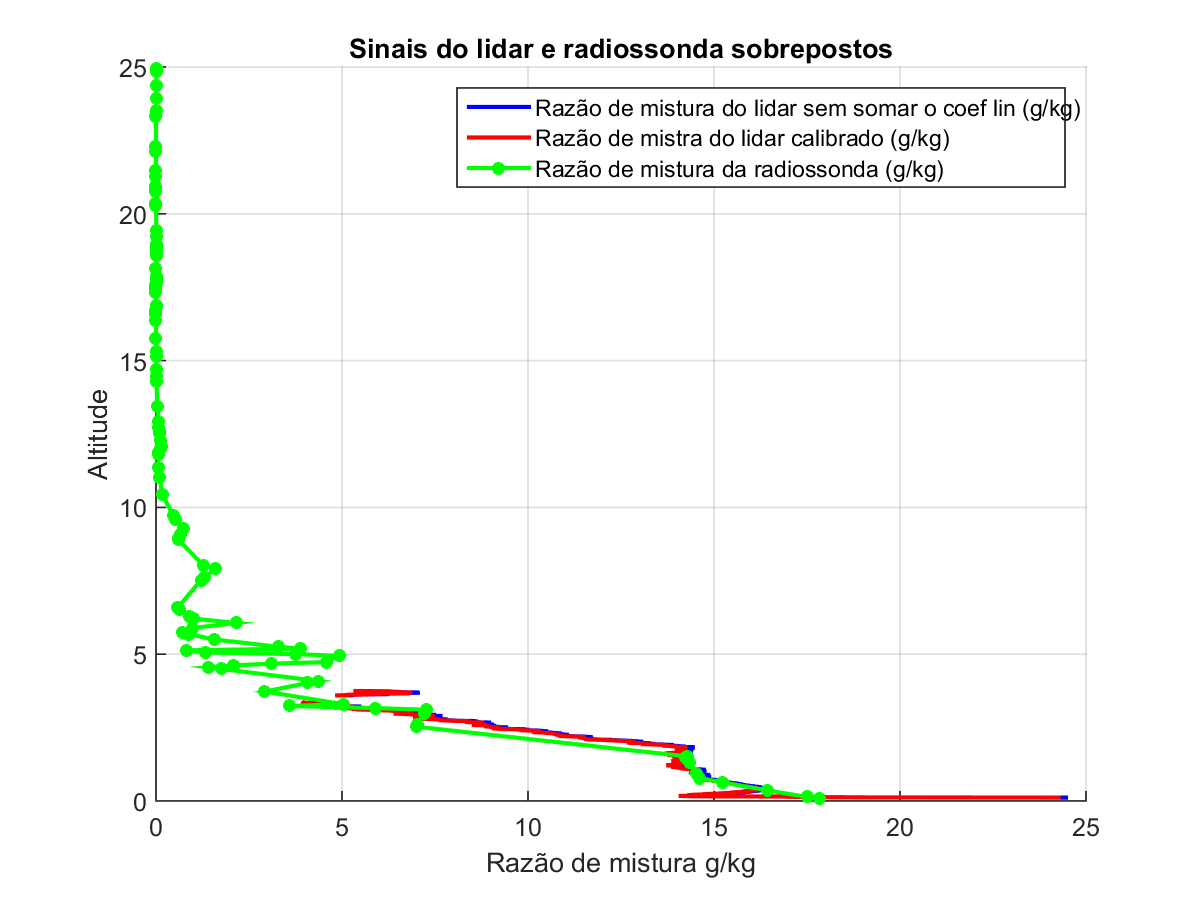 Sinais do lidar e radiossonda sobrepostos
25
Razão de mistura do lidar sem somar o coef lin (g/kg)
Razão de mistra do lidar calibrado (g/kg)
Razão de mistura da radiossonda (g/kg)
20
15
Altitude
10
5
0
0 5 10 15 20 25
Razão de mistura g/kg